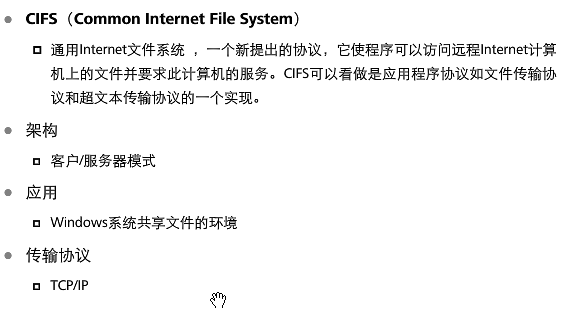 CIFS（Common Internet File System）
通用Internet文件系统 ，一个新提出的协议，它使程序可以访问远程Internet计算
机上的文件并要求此计算机的服务。CIFS可以看做是应用程序协议如文件传输协
议和超文本传输协议的一个实现。
架构
客户/服务器模式
应用
Windows系统共享文件的环境
传输协议
TCP/IP